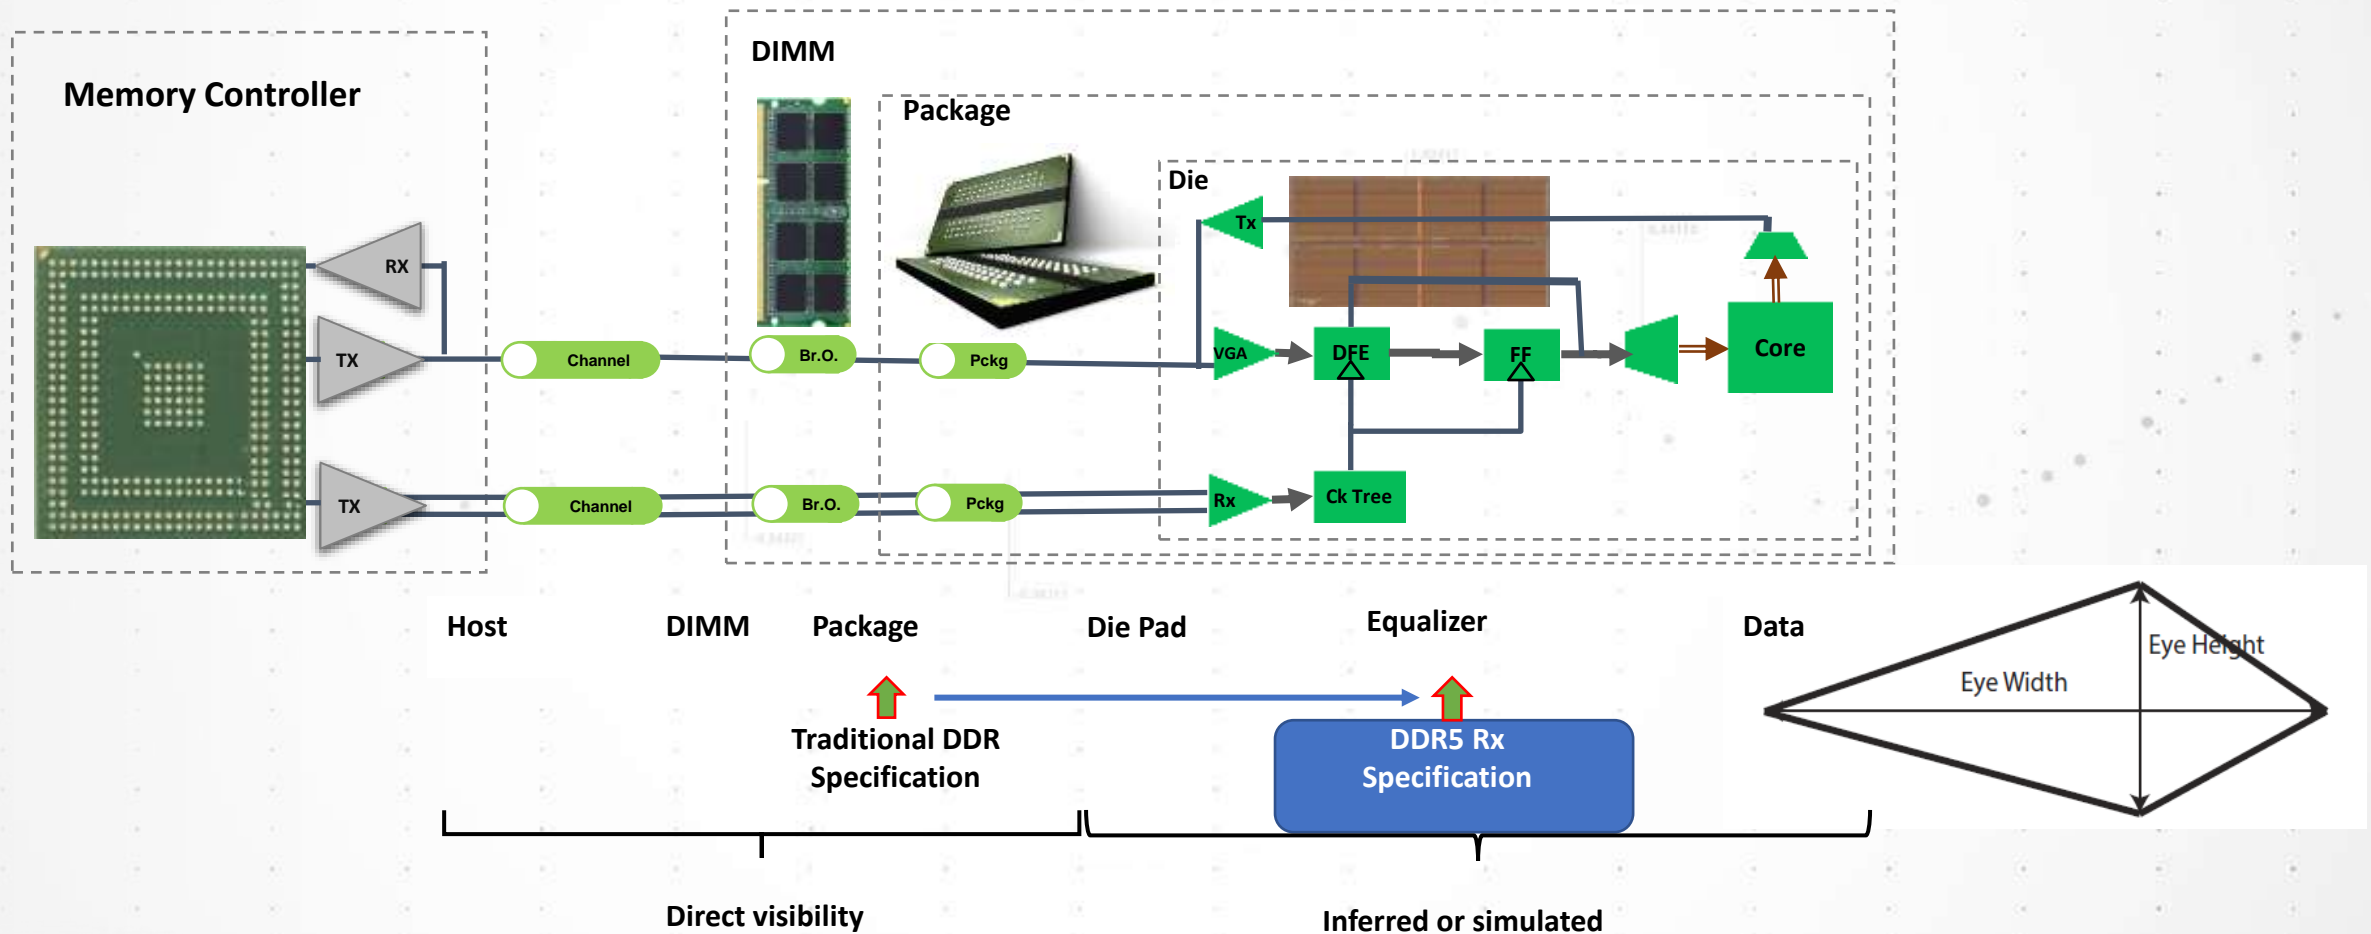 DIMM
Memory Controller
Package
Die
Tx
RX
TX
Channel
Br.O.
Pckg
VGA
DFE
FF
Core
TX
Channel
Br.O.
Pckg
Rx
Ck Tree
Host
DIMM
Package
Die Pad
Equalizer
Data
Eye Height
Eye Width
Traditional DDR
Specification
DDR5 Rx
Specification
Direct visibility
Inferred or simulated